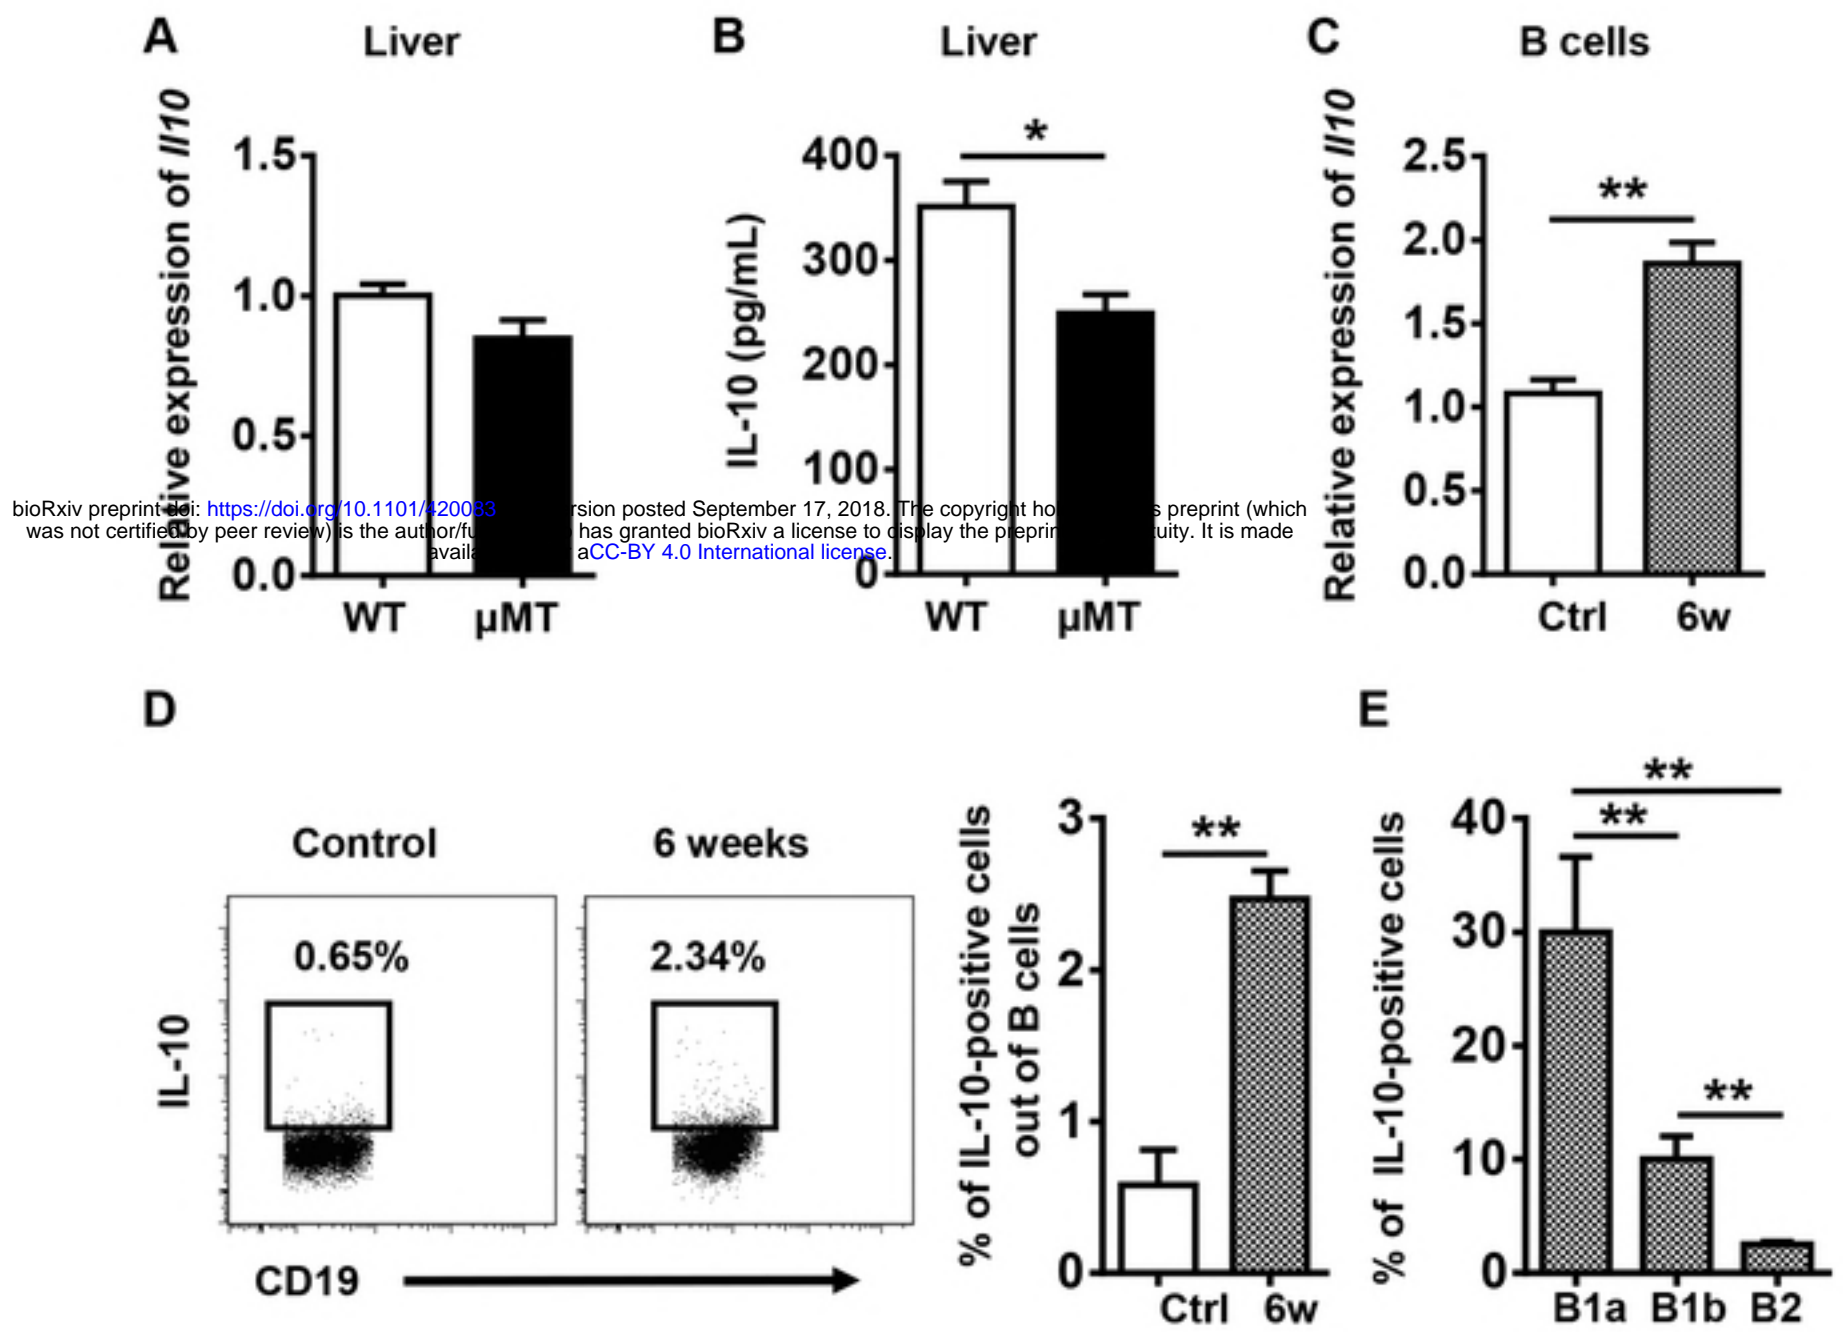 A
Liver
Relative expression of Il10
1.5
1.0
0.5
0.0
WT
µMT
B
Liver
*
IL-10 (pg/mL)
400
300
200
100
0
WT
µMT
C
B cells
**
Relative expression of Il10
2.5
2.0
1.5
1.0
0.5
0.0
Ctrl
6w
bioRxiv preprint doi: https://doi.org/10.1101/420083 rsion posted September 17, 2018. The copyright ho s preprint (which
was not certified by peer review) is the author/fu has granted bioRxiv a license to display the preprin tuity. It is made
availa aCC-BY 4.0 International license.
D
Control
6 weeks
0.65%
2.34%
IL-10
CD19
**
% of IL-10-positive cells
out of B cells
3
2
1
0
Ctrl
6w
E
**
**
**
% of IL-10-positive cells
40
30
20
10
0
B1a
B1b
B2